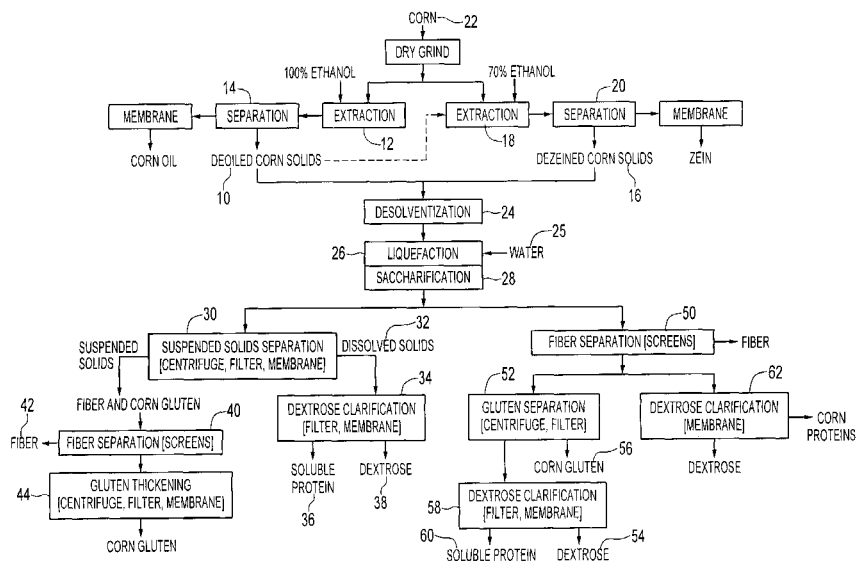 CORN
22
DRY GRIND
100% ETHANOL
70% ETHANOL
14
20
MEMBRANE
SEPARATION
EXTRACTION
EXTRACTION
SEPARATION
MEMBRANE
12
18
CORN OIL
DEOILED CORN SOLIDS
DEZEINED CORN SOLIDS
ZEIN
10
16
DESOLVENTIZATION
24
25
26
LIQUEFACTION
WATER
SACCHARIFICATION
28
30
32
50
SUSPENDED
SOLIDS
SUSPENDED SOLIDS SEPARATION
[CENTRIFUGE, FILTER, MEMBRANE]
DISSOLVED SOLIDS
FIBER SEPARATION [SCREENS]
FIBER
34
52
62
FIBER AND CORN GLUTEN
DEXTROSE CLARIFICATION
[FILTER, MEMBRANE]
GLUTEN SEPARATION
[CENTRIFUGE, FILTER]
DEXTROSE CLARIFICATION
[MEMBRANE]
CORN
PROTEINS
42
40
FIBER
FIBER SEPARATION [SCREENS]
SOLUBLE
PROTEIN
36
DEXTROSE
38
CORN GLUTEN
56
DEXTROSE
44
GLUTEN THICKENING
[CENTRIFUGE, FILTER, MEMBRANE]
58
DEXTROSE CLARIFICATION
[FILTER, MEMBRANE]
CORN GLUTEN
60
SOLUBLE PROTEIN
DEXTROSE
54